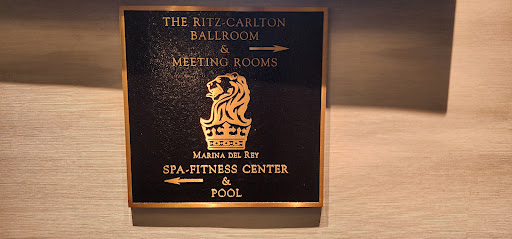 THE RITZ-CARLTON
BALLROOM
&
MEETING ROOMS
MARINA DEL REY
SPA-FITNESS CENTER
&
POOL